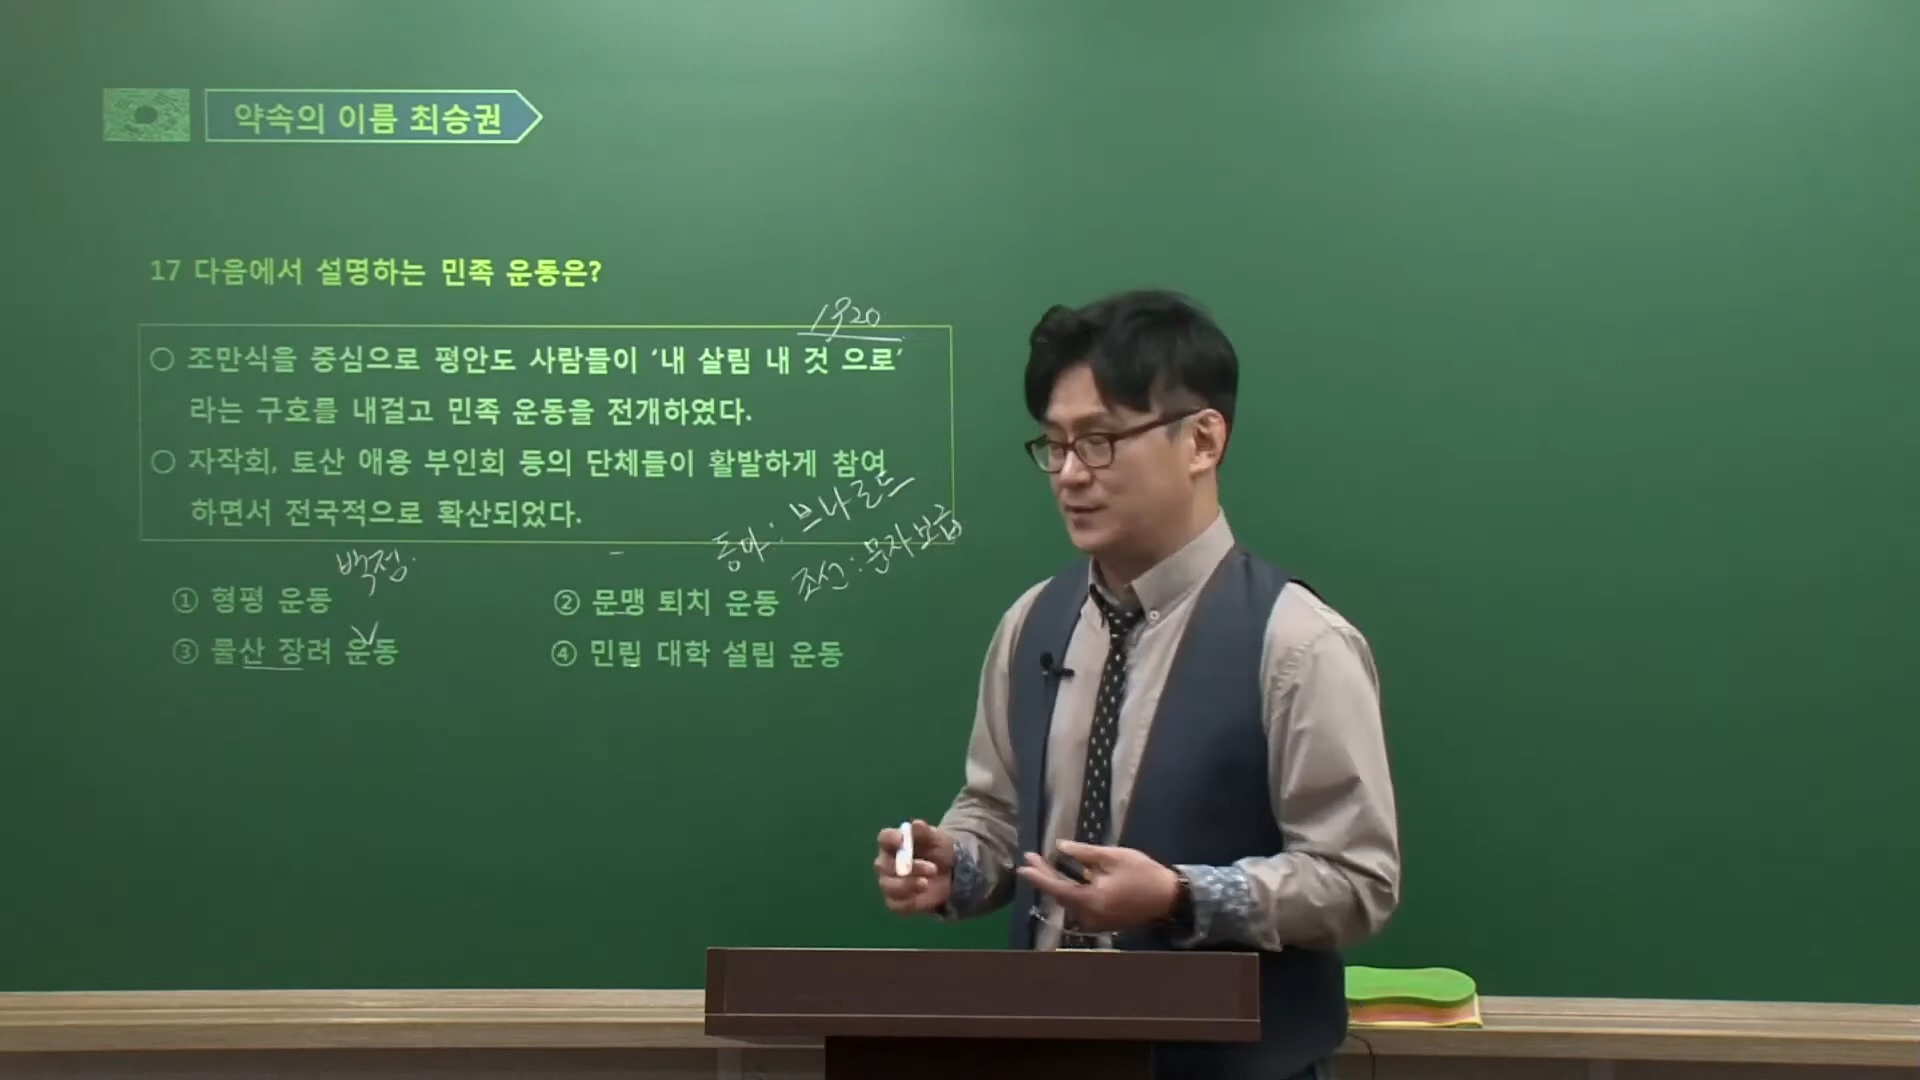 약속의 이름 최승권
17 다음에서 설명하는 민족 운동은?
1920
○ 조만식을 중심으로 평안도 사람들이 ‘내 살림 내 것 으로’
라는 구호를 내걸고 민족 운동을 전개하였다.
○ 자작회, 토산 애용 부인회 등의 단체들이 활발하게 참여
하면서 전국적으로 확산되었다.
동아: 브나로드
백정
조선: 문자보급
① 형평 운동
② 문맹 퇴치 운동
③ 물산 장려 운동
④ 민립 대학 설립 운동